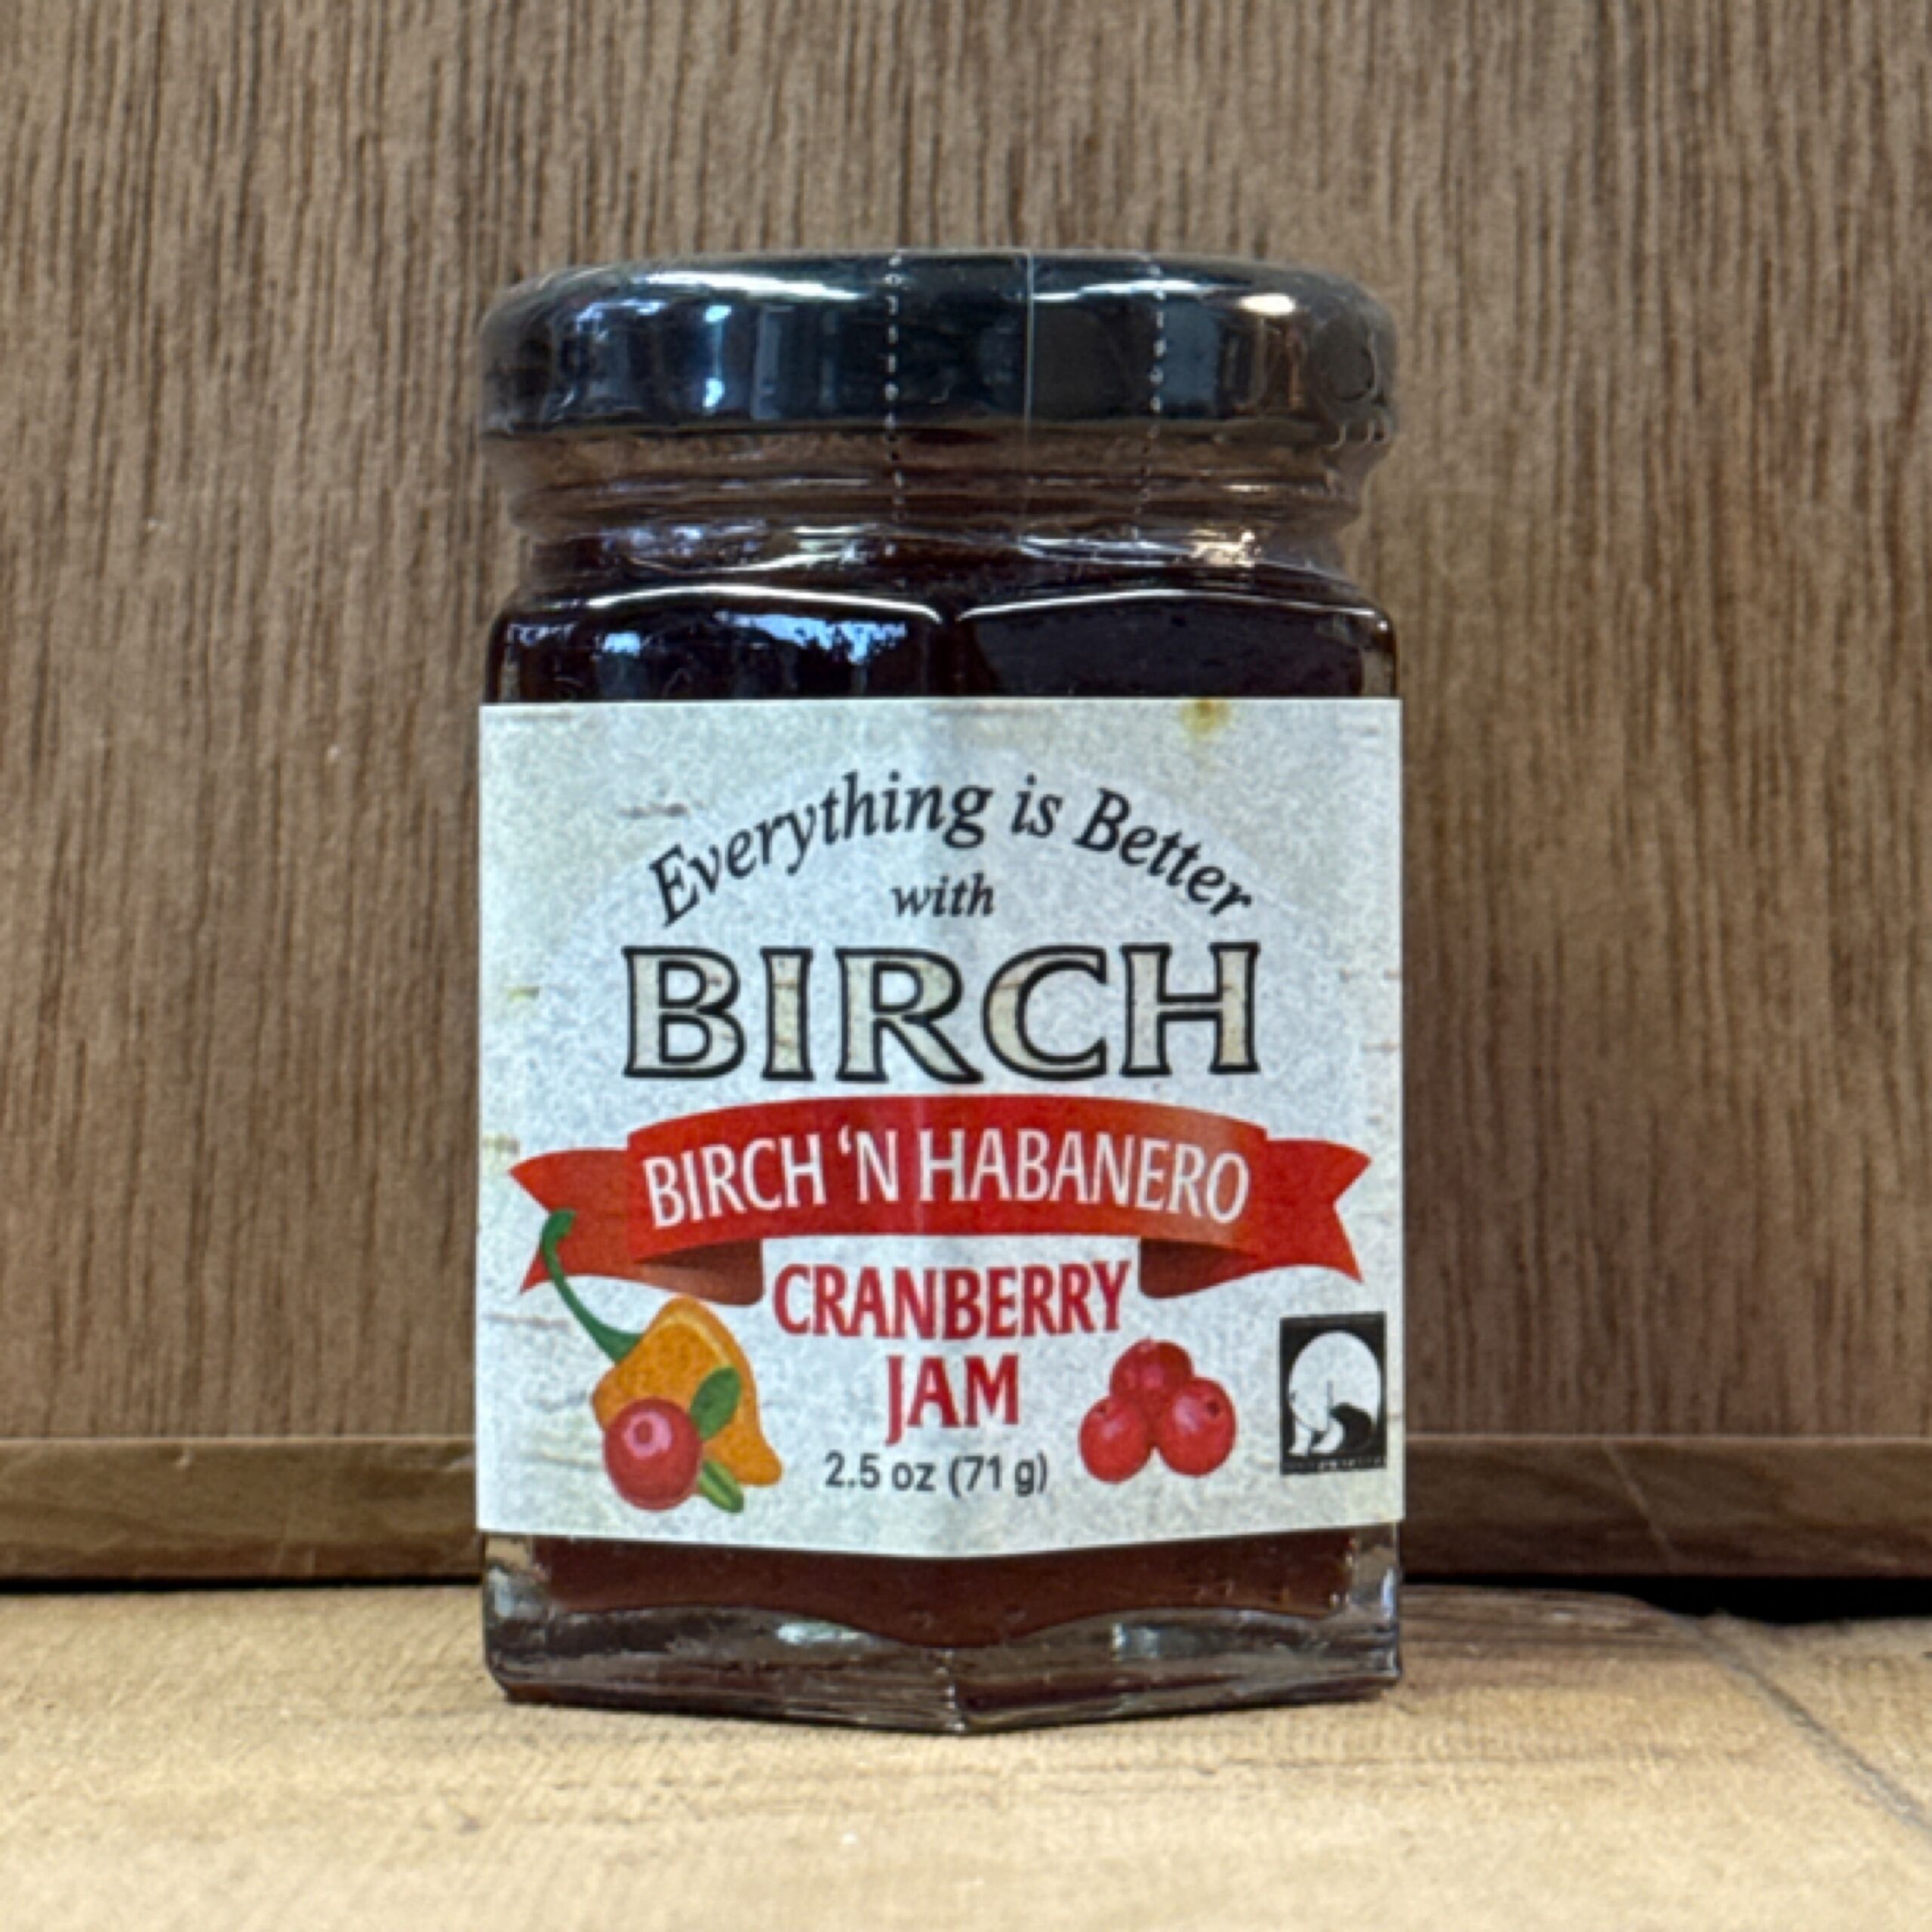 Everything is Better
with
BIRCH
BIRCH ‘N HABANERO
CRANBERRY
JAM
2.5 oz (71 g)